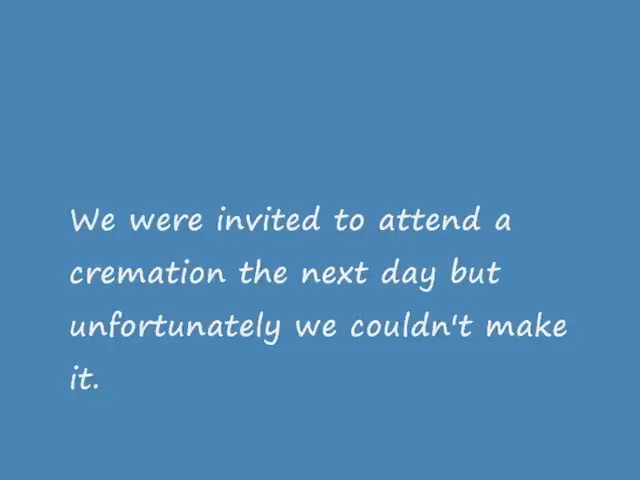 We were invited to attend a
cremation the next day but
unfortunately we couldn't make
it.